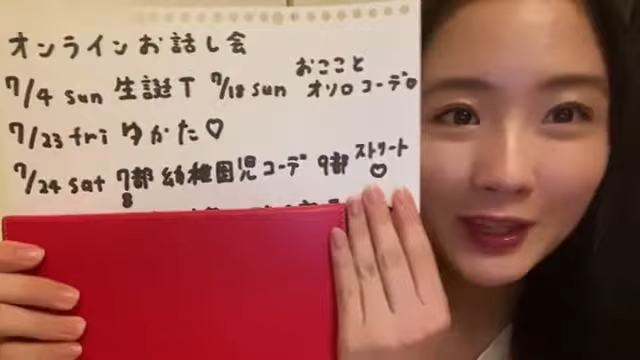 オンラインお話し会
7/4 sun 生誕T 7/18 sun おここと オソロコーデ
7/23 fri ゆかた♡
7/24 sat 7部 幼稚園児コーデ 9部 ストリート♡
8